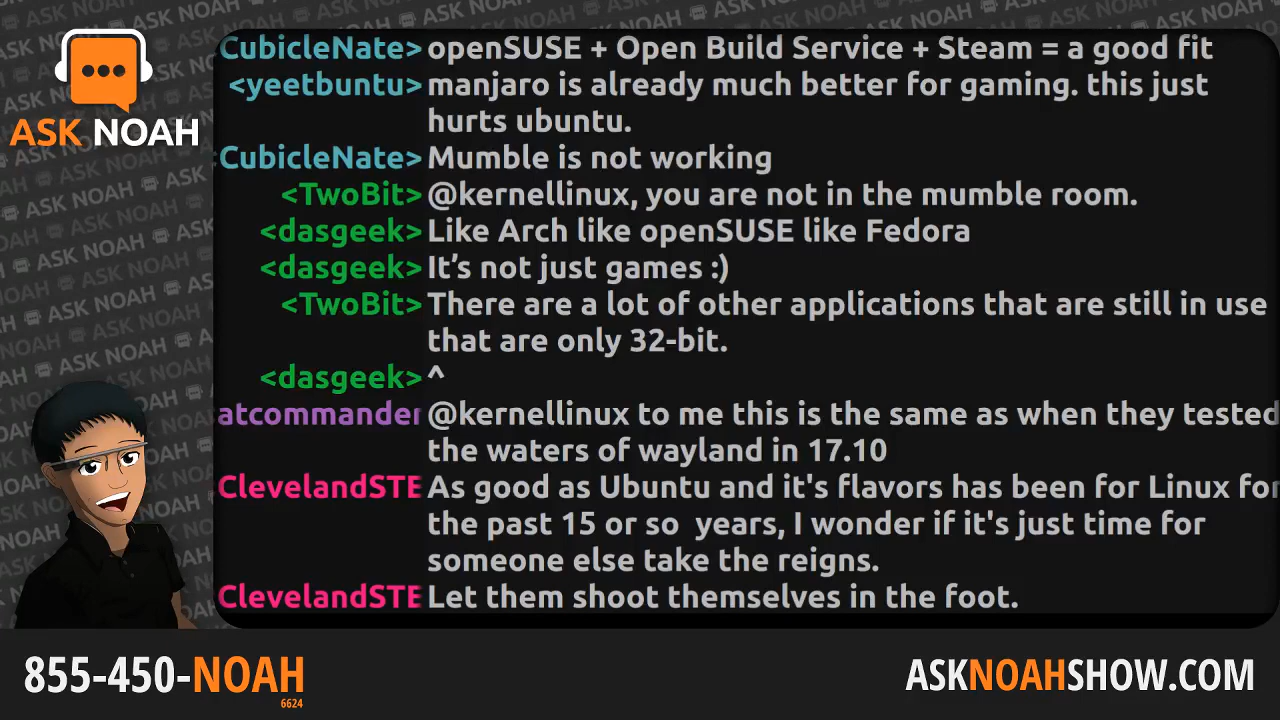 ASK NOAH
CubicleNate> openSUSE + Open Build Service + Steam = a good fit
<yeetbuntu> manjaro is already much better for gaming. this just
hurts ubuntu.
CubicleNate> Mumble is not working
<TwoBit> @kernellinux, you are not in the mumble room.
<dasgeek> Like Arch like openSUSE like Fedora
<dasgeek> It’s not just games :)
<TwoBit> There are a lot of other applications that are still in use
that are only 32-bit.
<dasgeek> ^
atcommander @kernellinux to me this is the same as when they tested
the waters of wayland in 17.10
ClevelandSTE As good as Ubuntu and it's flavors has been for Linux for
the past 15 or so years, I wonder if it's just time for
someone else take the reigns.
ClevelandSTE Let them shoot themselves in the foot.
855-450-NOAH
6624
ASKNOAHSHOW.COM